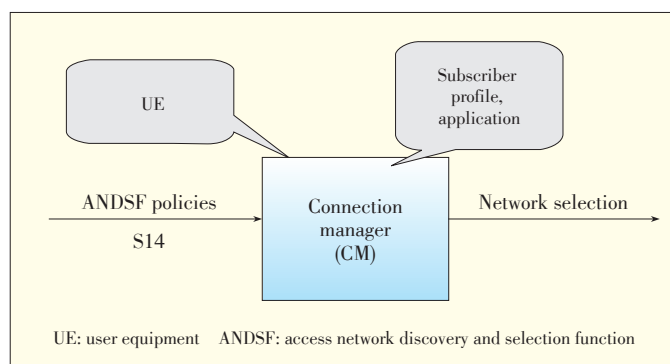 UE
Subscriber
profile,
application
ANDSF policies
S14
Connection
manager
(CM)
Network selection
UE: user equipment ANDSF: access network discovery and selection function